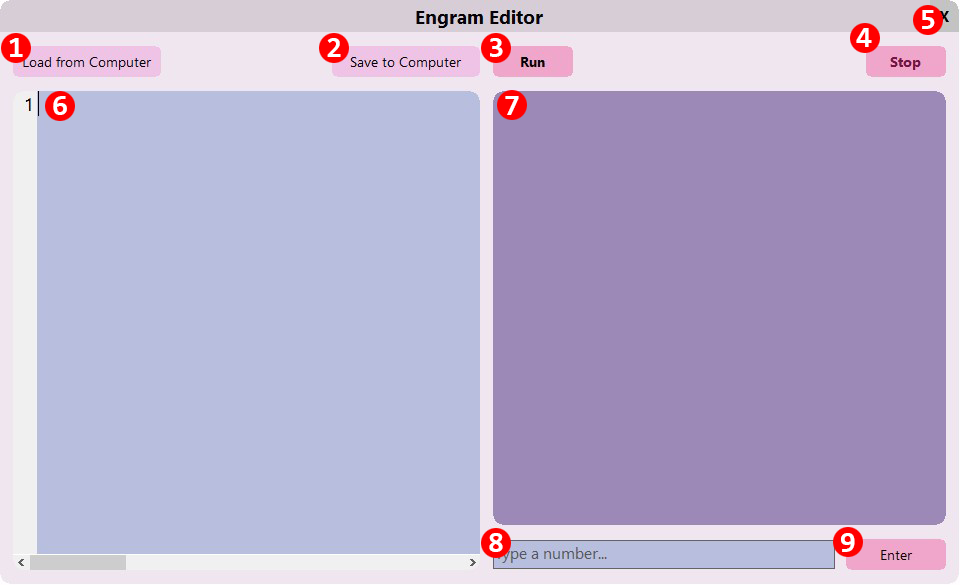 Engram Editor
5 X
1 Load from Computer
2 Save to Computer
3 Run
4 Stop
1 6
7
< >
8 ype a number...
9 Enter